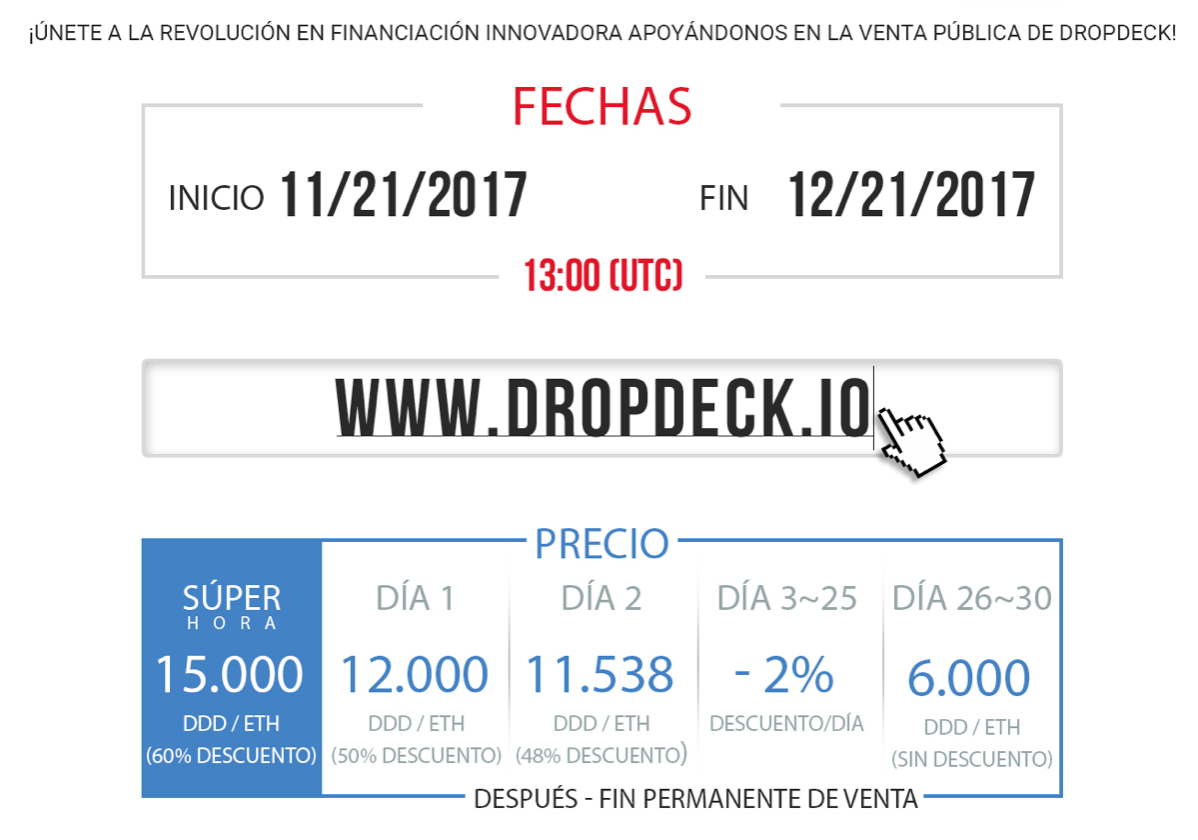 ¡ÚNETE A LA REVOLUCIÓN EN FINANCIACIÓN INNOVADORA APOYÁNDONOS EN LA VENTA PÚBLICA DE DROPDECK!
FECHAS
INICIO 11/21/2017 FIN 12/21/2017
13:00 (UTC)
WWW.DROPDECK.IO
PRECIO
SÚPER
HORA
15.000
DDD / ETH
(60% DESCUENTO)
DÍA 1
12.000
DDD / ETH
(50% DESCUENTO)
DÍA 2
11.538
DDD / ETH
(48% DESCUENTO)
DÍA 3~25
- 2%
DESCUENTO/DÍA
DÍA 26~30
6.000
DDD / ETH
(SIN DESCUENTO)
DESPUÉS - FIN PERMANENTE DE VENTA